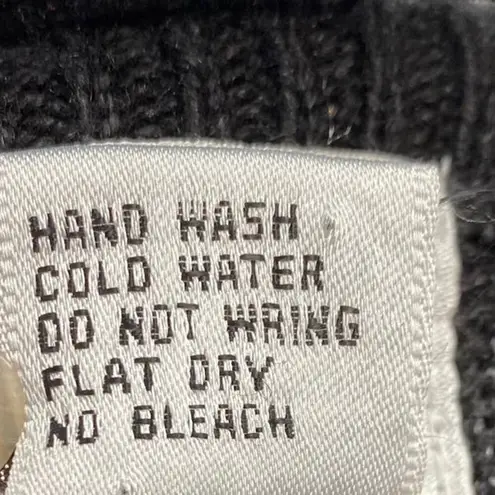 HAND WASH
COLD WATER
DO NOT WRING
FLAT DRY
NO BLEACH